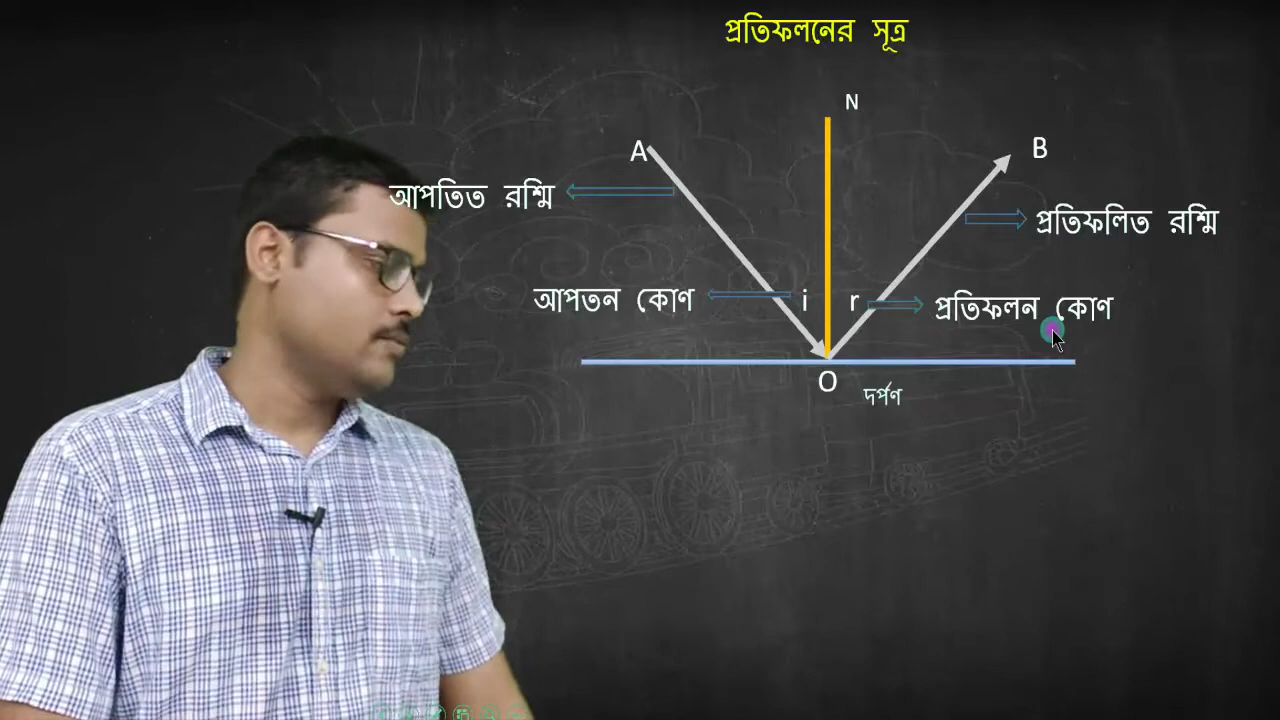 প্রতিফলনের সূত্র
N
A
B
আপতিত রশ্মি
প্রতিফলিত রশ্মি
আপতন কোণ
i
r
প্রতিফলন কোণ
O
দর্পণ